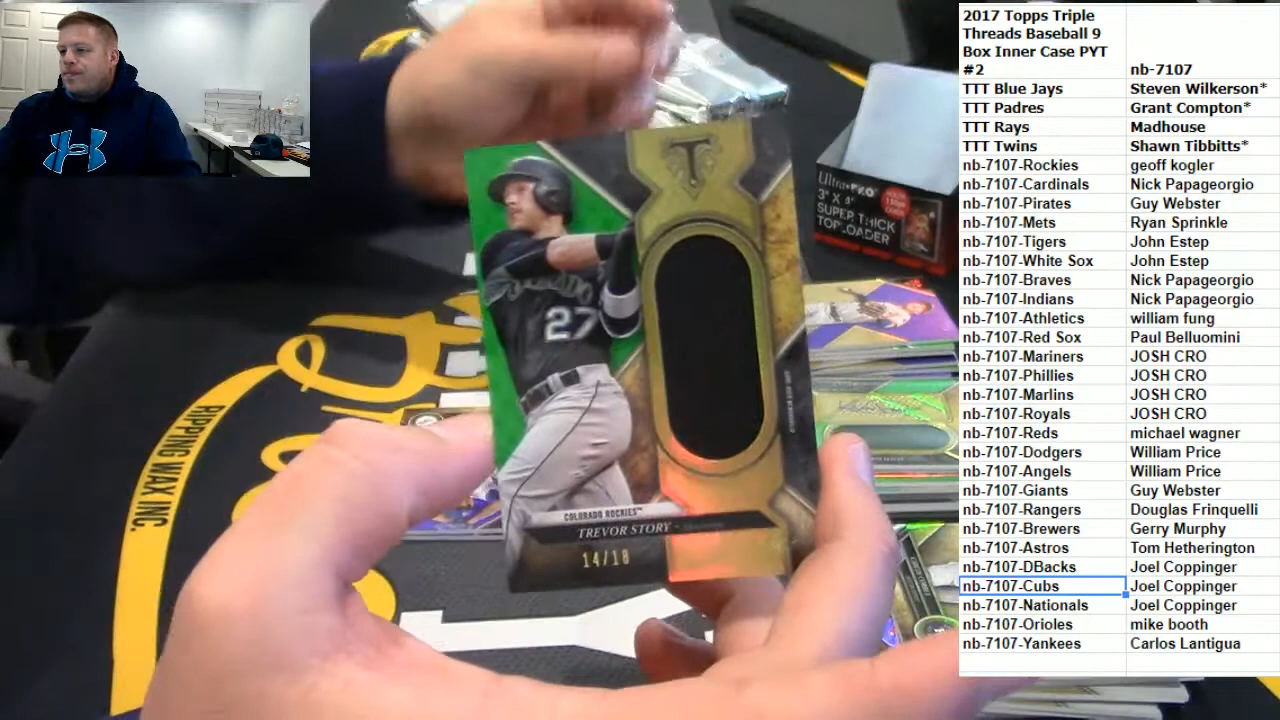 2017 Topps Triple
Threads Baseball 9
Box Inner Case PYT
#2 nb-7107
TTT Blue Jays Steven Wilkerson*
TTT Padres Grant Compton*
TTT Rays Madhouse
TTT Twins Shawn Tibbitts*
nb-7107-Rockies geoff kogler
nb-7107-Cardinals Nick Papageorgio
nb-7107-Pirates Guy Webster
nb-7107-Mets Ryan Sprinkle
nb-7107-Tigers John Estep
nb-7107-White Sox John Estep
nb-7107-Braves Nick Papageorgio
nb-7107-Indians Nick Papageorgio
nb-7107-Athletics william fung
nb-7107-Red Sox Paul Belluomini
nb-7107-Mariners JOSH CRO
nb-7107-Phillies JOSH CRO
nb-7107-Marlins JOSH CRO
nb-7107-Royals JOSH CRO
nb-7107-Reds michael wagner
nb-7107-Dodgers William Price
nb-7107-Angels William Price
nb-7107-Giants Guy Webster
nb-7107-Rangers Douglas Frinquelli
nb-7107-Brewers Gerry Murphy
nb-7107-Astros Tom Hetherington
nb-7107-DBacks Joel Coppinger
nb-7107-Cubs Joel Coppinger
nb-7107-Nationals Joel Coppinger
nb-7107-Orioles mike booth
nb-7107-Yankees Carlos Lantigua
T
27
COLORADO ROCKIES™
TREVOR STORY
14/18
Ultra·PRO
3" X 4"
SUPER THICK
TOPLOADER
RIPPING WAX INC.